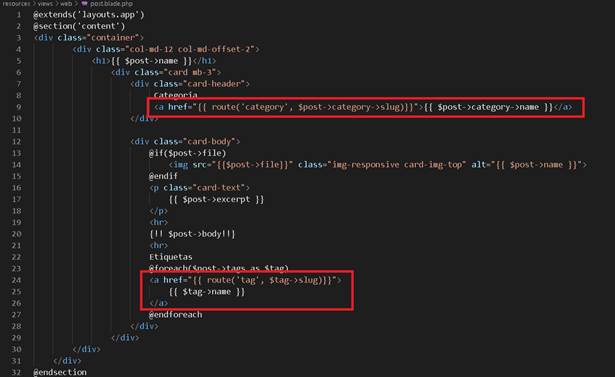 resources > views > web > post.blade.php
1 @extends('layouts.app')
2 @section('content')
3 <div class="container">
4 <div class="col-md-12 col-md-offset-2">
5 <h1>{{ $post->name }}</h1>
6 <div class="card mb-3">
7 <div class="card-header">
8 Categoria
9 <a href="{{ route('category', $post->category->slug)}}">{{ $post->category->name }}</a>
10 </div>
11
12 <div class="card-body">
13 @if($post->file)
14 <img src="{{$post->file}}" class="img-responsive card-img-top" alt="{{ $post->name }}">
15 @endif
16 <p class="card-text">
17 {{ $post->excerpt }}
18 </p>
19 <hr>
20 {!! $post->body!!}
21 <hr>
22 Etiquetas
23 @foreach($post->tags as $tag)
24 <a href="{{ route('tag', $tag->slug)}}">
25 {{ $tag->name }}
26 </a>
27 @endforeach
28 </div>
29 </div>
30 </div>
31 </div>
32 @endsection